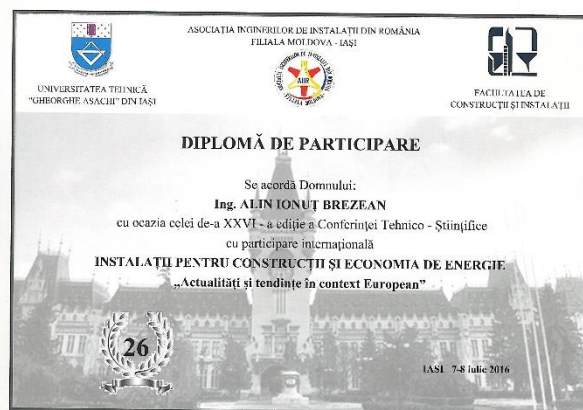 ASOCIAȚIA INGINERILOR DE INSTALAȚII DIN ROMÂNIA
FILIALA MOLDOVA - IAȘI
UNIVERSITATEA TEHNICĂ
"GHEORGHE ASACHI" DIN IAȘI
AIIR
FILIALA MOLDOVA
FACULTATEA DE
CONSTRUCȚII ȘI INSTALAȚII
DIPLOMĂ DE PARTICIPARE
Se acordă Domnului:
Ing. ALIN IONUȚ BREZEAN
cu ocazia celei de-a XXVI - a ediție a Conferinței Tehnico - Științifice
cu participare internațională
INSTALAȚII PENTRU CONSTRUCȚII ȘI ECONOMIA DE ENERGIE
„Actualități și tendințe în context European”
26
IASI 7-8 iulie 2016